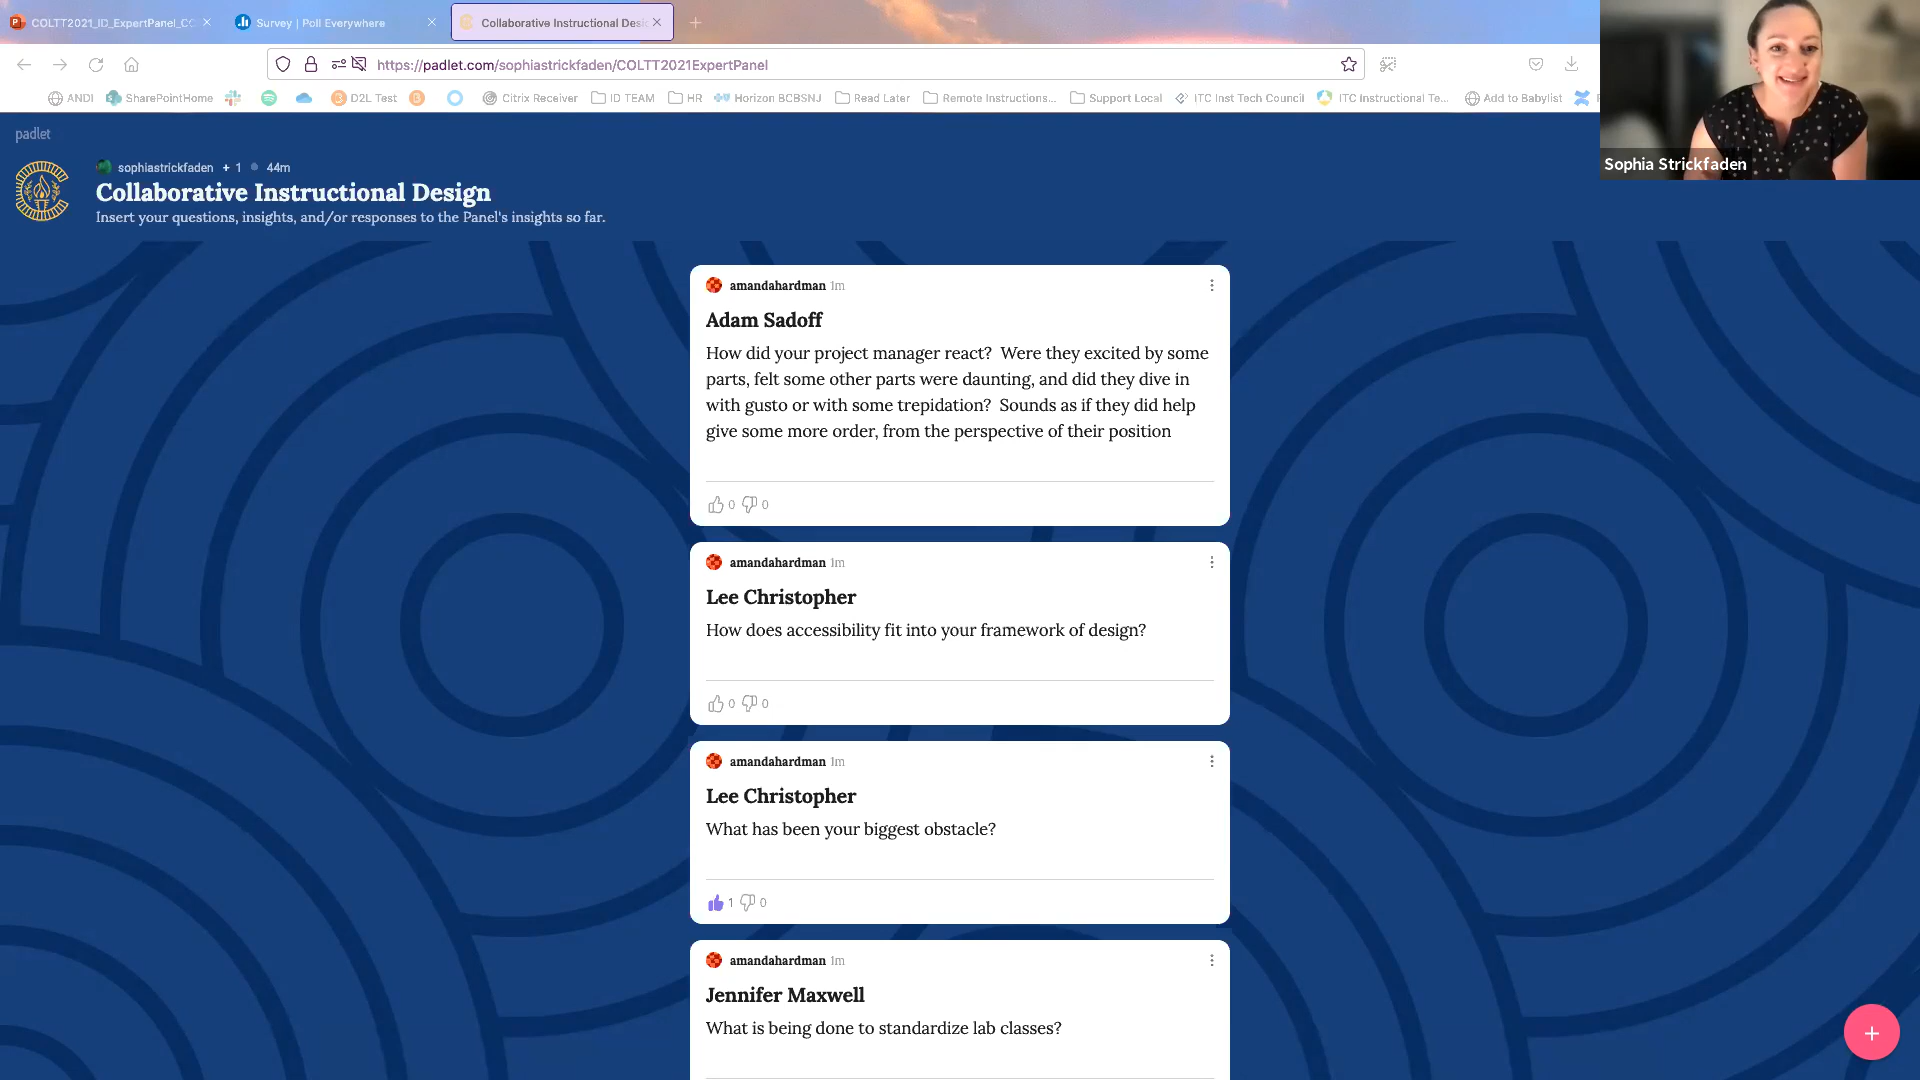 COLTT2021_ID_ExpertPanel_CC
Survey | Poll Everywhere
Collaborative Instructional Desi
https://padlet.com/sophiastrickfaden/COLTT2021ExpertPanel
ANDI
SharePointHome
D2L Test
Citrix Receiver
ID TEAM
HR
Horizon BCBSNJ
Read Later
Remote Instructions...
Support Local
ITC Inst Tech Council
ITC Instructional Te...
Add to Babylist
Sophia Strickfaden
padlet
sophiastrickfaden + 1 44m
Collaborative Instructional Design
Insert your questions, insights, and/or responses to the Panel's insights so far.
amandahardman 1m
Adam Sadoff
How did your project manager react? Were they excited by some
parts, felt some other parts were daunting, and did they dive in
with gusto or with some trepidation? Sounds as if they did help
give some more order, from the perspective of their position
0 0
amandahardman 1m
Lee Christopher
How does accessibility fit into your framework of design?
0 0
amandahardman 1m
Lee Christopher
What has been your biggest obstacle?
1 0
amandahardman 1m
Jennifer Maxwell
What is being done to standardize lab classes?